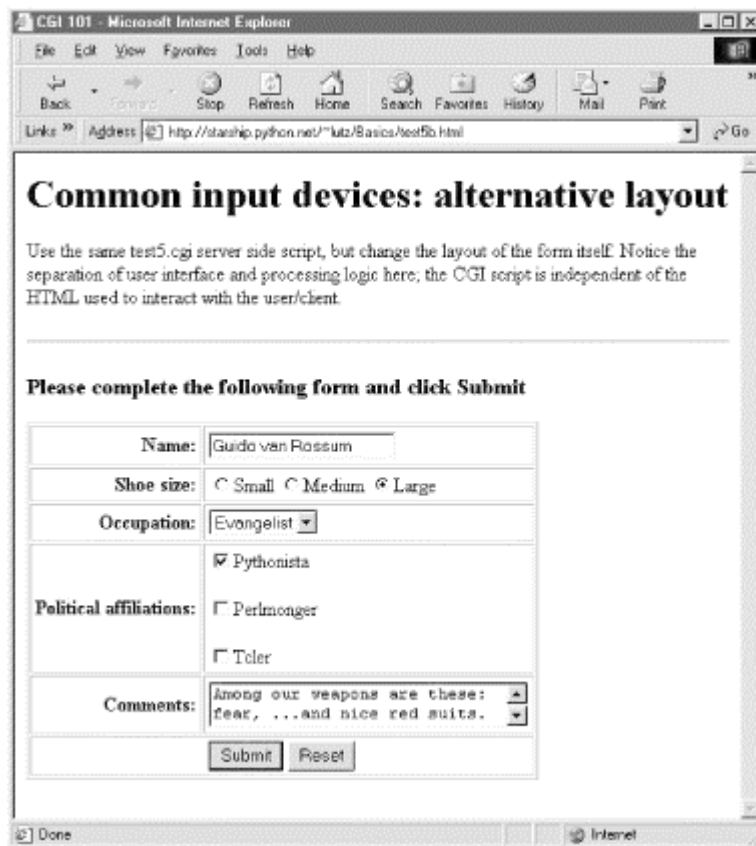 CGI 101 - Microsoft Internet Explorer
File Edit View Favorites Tools Help
Back Forward Stop Refresh Home Search Favorites History Mail Print
Links » Address http://starship.python.net/~lutz/Basics/test5b.html Go
Common input devices: alternative layout
Use the same test5.cgi server side script, but change the layout of the form itself. Notice the
separation of user interface and processing logic here; the CGI script is independent of the
HTML used to interact with the user/client.
Please complete the following form and click Submit
Name: Guido van Rossum
Shoe size: Small Medium Large
Occupation: Evangelist
Pythonista
Political affiliations: Perlmonger
Tcler
Comments: Among our weapons are these:
fear, ...and nice red suits.
Submit Reset
Done Internet